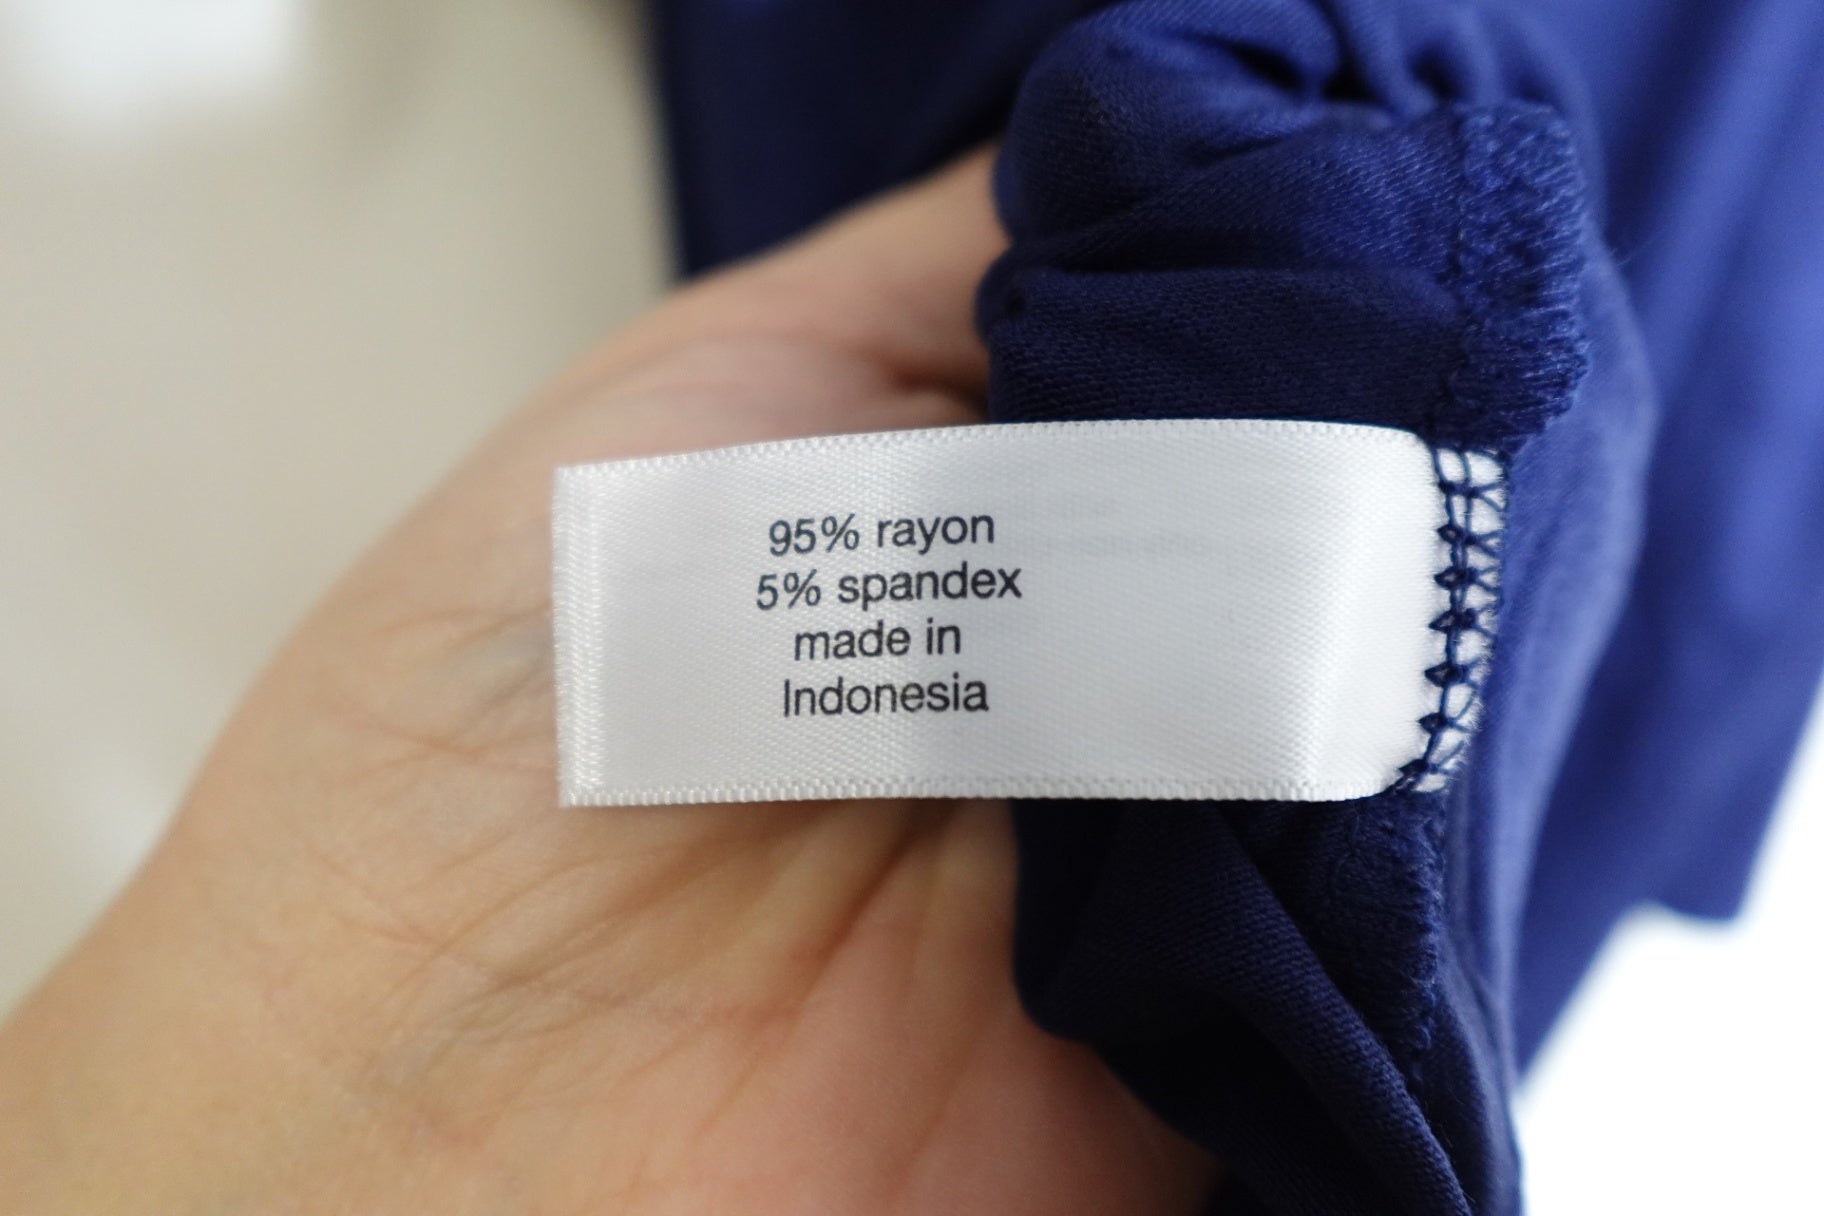 95% rayon
5% spandex
made in
Indonesia